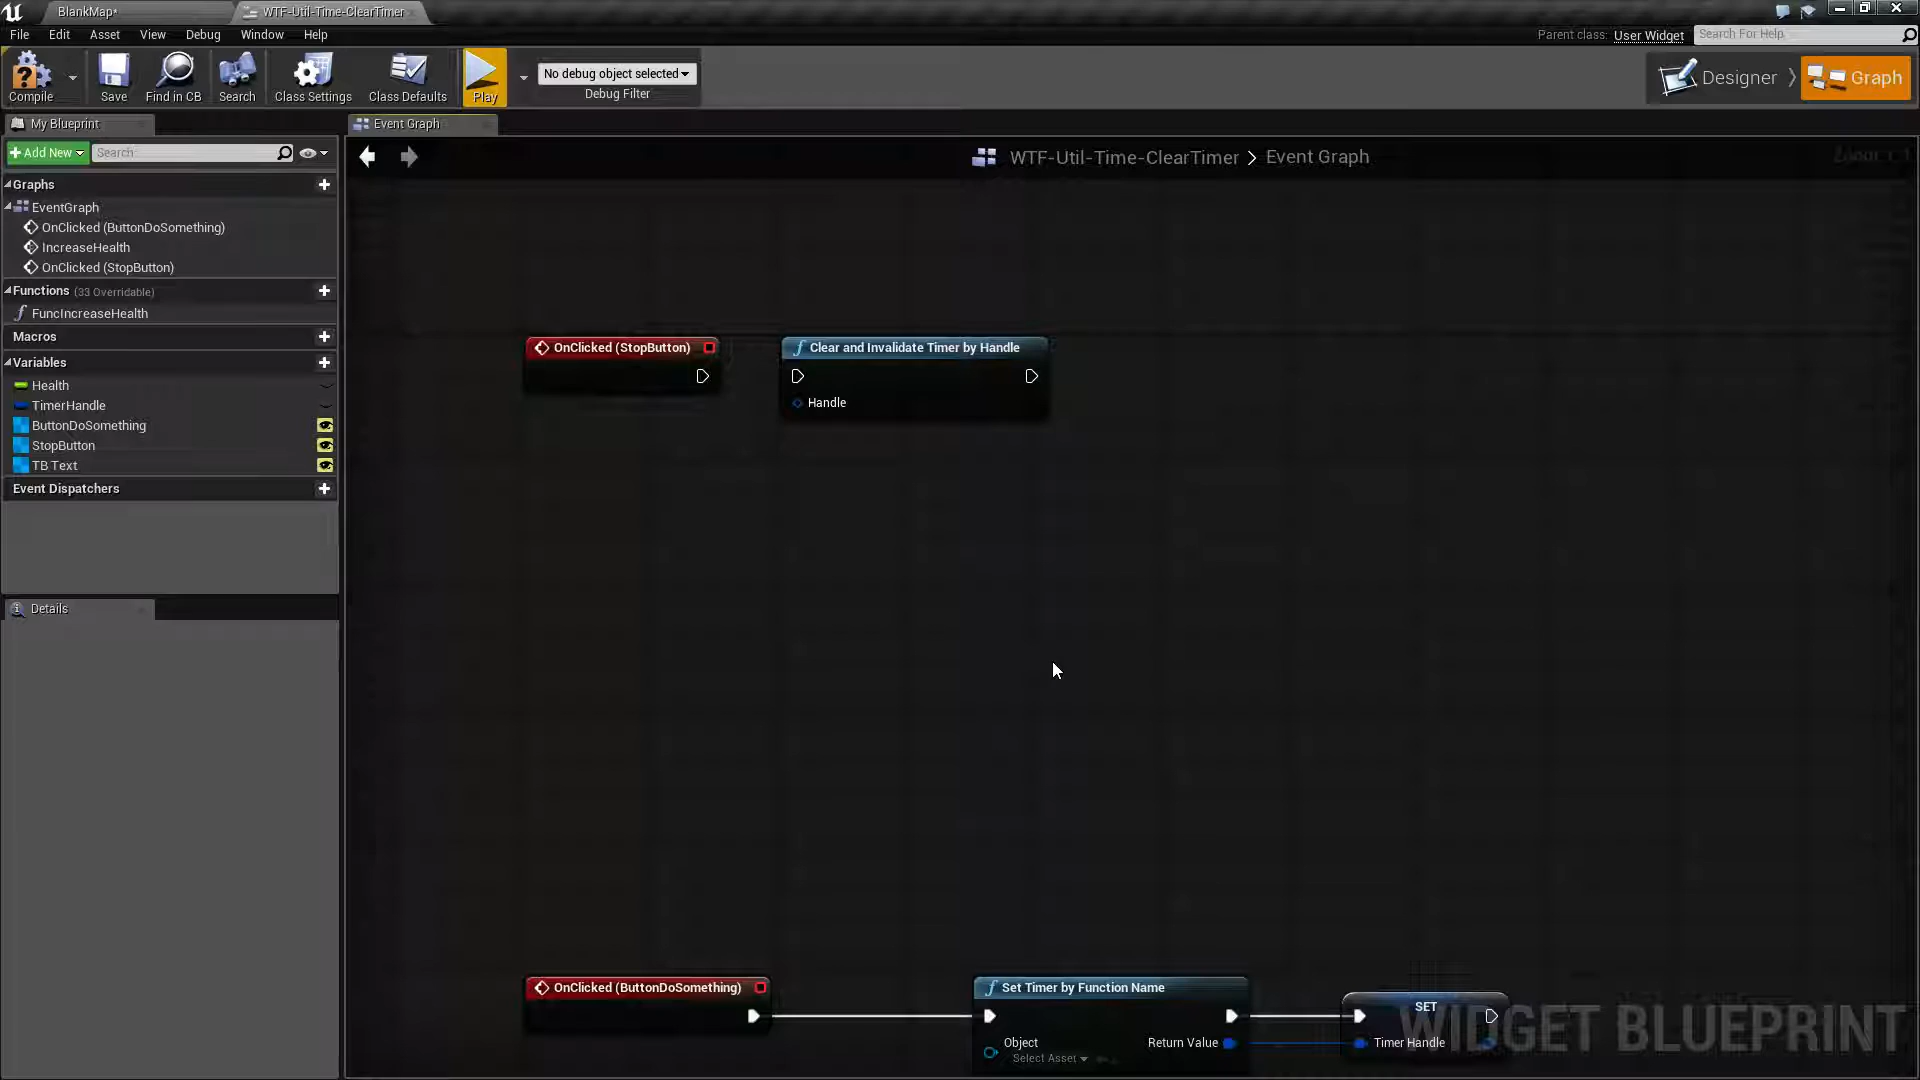 BlankMap*
WTF-Util-Time-ClearTimer
File Edit Asset View Debug Window Help
Parent class: User Widget
Search For Help
Compile
Save
Find in CB
Search
Class Settings
Class Defaults
Play
No debug object selected
Debug Filter
Designer
Graph
My Blueprint
Event Graph
Add New
Search
WTF-Util-Time-ClearTimer > Event Graph
Graphs
EventGraph
OnClicked (ButtonDoSomething)
IncreaseHealth
OnClicked (StopButton)
Functions (33 Overridable)
FuncIncreaseHealth
Macros
Variables
Health
TimerHandle
ButtonDoSomething
StopButton
TB Text
Event Dispatchers
Details
OnClicked (StopButton)
Clear and Invalidate Timer by Handle
Handle
OnClicked (ButtonDoSomething)
Set Timer by Function Name
Object
Select Asset
Return Value
SET
Timer Handle
WIDGET BLUEPRINT